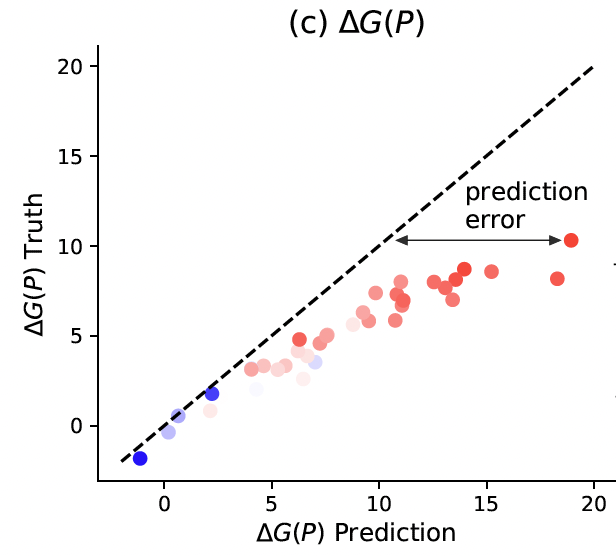 (c) ΔG(P)
20
15
10
5
0
ΔG(P) Truth
prediction
error
0
5
10
15
20
ΔG(P) Prediction